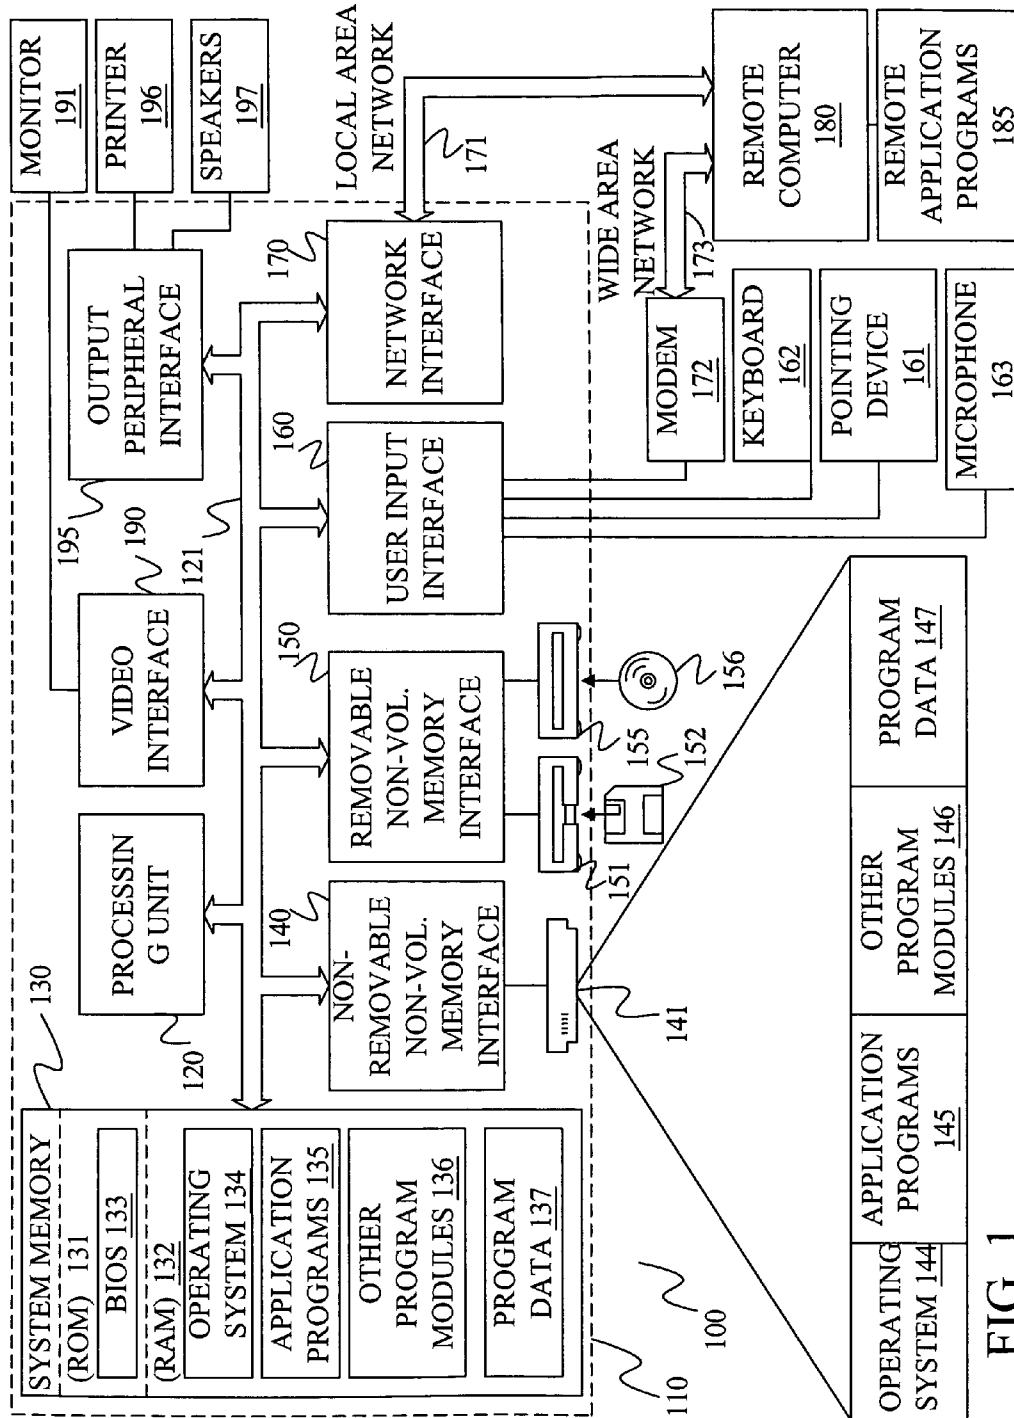 SYSTEM MEMORY
(ROM) 131
BIOS 133
(RAM) 132
OPERATING
SYSTEM 134
APPLICATION
PROGRAMS 135
OTHER
PROGRAM
MODULES 136
PROGRAM
DATA 137
130
120
PROCESSIN
G UNIT
VIDEO
INTERFACE
190
121
195
OUTPUT
PERIPHERAL
INTERFACE
MONITOR
191
PRINTER
196
SPEAKERS
197
140
NON-
REMOVABLE
NON-VOL.
MEMORY
INTERFACE
150
REMOVABLE
NON-VOL.
MEMORY
INTERFACE
160
USER INPUT
INTERFACE
170
NETWORK
INTERFACE
LOCAL AREA
NETWORK
171
141
151
152
155
156
WIDE AREA
NETWORK
173
MODEM
172
KEYBOARD
162
POINTING
DEVICE
161
MICROPHONE
163
REMOTE
COMPUTER
180
REMOTE
APPLICATION
PROGRAMS
185
110
100
OPERATING
SYSTEM 144
APPLICATION
PROGRAMS
145
OTHER
PROGRAM
MODULES 146
PROGRAM
DATA 147
FIG. 1